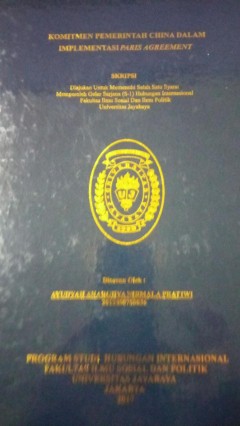 KOMITMEN PEMERINTAH CHINA DALAM
IMPLEMENTASI PARIS AGREEMENT
SKRIPSI
Diajukan Untuk Memenuhi Salah Satu Syarat
Memperoleh Gelar Sarjana (S-1) Hubungan Internasional
Fakultas Ilmu Sosial Dan Ilmu Politik
Universitas Jayabaya
Disusun Oleh :
PRATIWI
PROGRAM STUDI HUBUNGAN INTERNASIONAL
FAKULTAS ILMU SOSIAL DAN POLITIK
UNIVERSITAS JAYABAYA
JAKARTA
2017